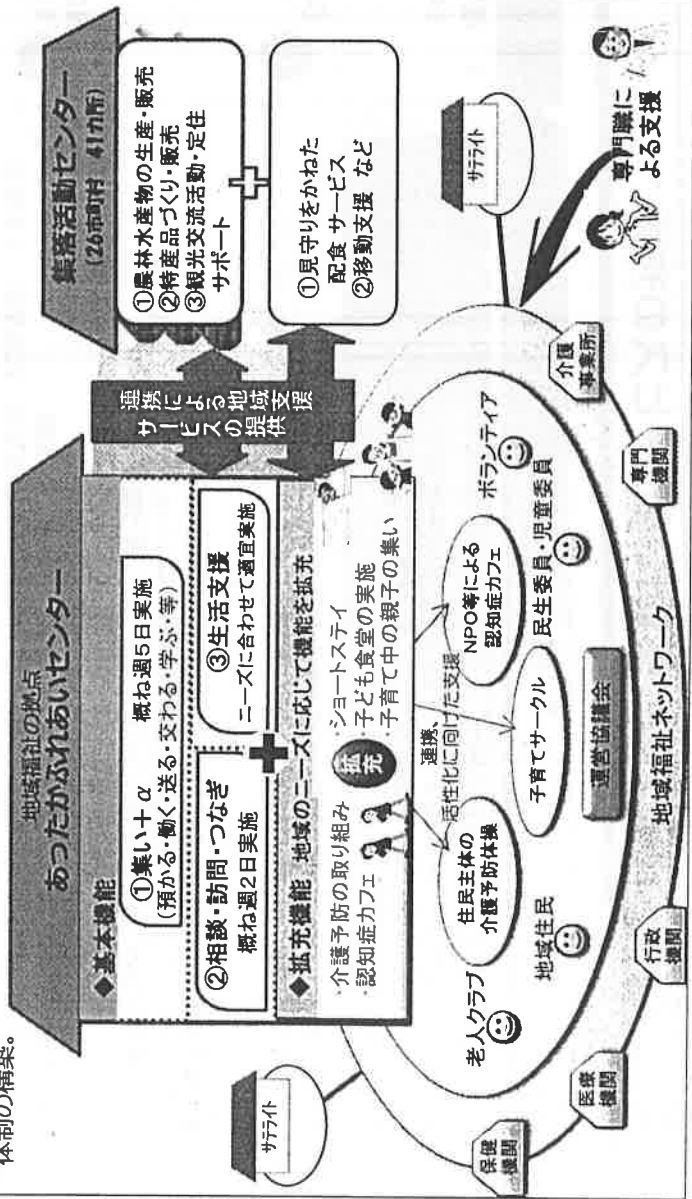 体制の構築。
地域福祉の拠点
あったかふれあいセンター
◆基本機能
①集い＋α　概ね週5日実施
(預かる・働く・送る・交わる・学ぶ・等)
②相談・訪問・つなぎ
概ね週2日実施
③生活支援
ニーズに合わせて適宜実施
◆拡充機能 地域のニーズに応じて機能を拡充
・介護予防の取り組み
・認知症カフェ
拡充
・ショートステイ
・子ども食堂の実施
・子育て中の親子の集い
連携による地域支援
サービスの提供
集落活動センター
(26市町村 41カ所)
①農林水産物の生産・販売
②特産品づくり・販売
③観光交流活動・定住
サポート
①見守りをかねた
配食 サービス
②移動支援 など
連携、
活性化に向けた支援
住民主体の
介護予防体操
子育てサークル
NPO等による
認知症カフェ
老人クラブ
地域住民
民生委員・児童委員
ボランティア
運営協議会
地域福祉ネットワーク
サテライト
サテライト
保健
機関
医療
機関
行政
機関
専門
機関
介護
事業所
専門職に
よる支援